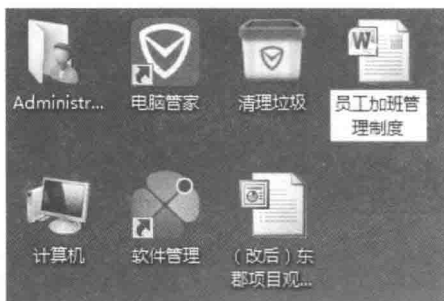 Administr...
电脑管家
清理垃圾
员工加班管
理制度
计算机
软件管理
（改后）东
郡项目观...